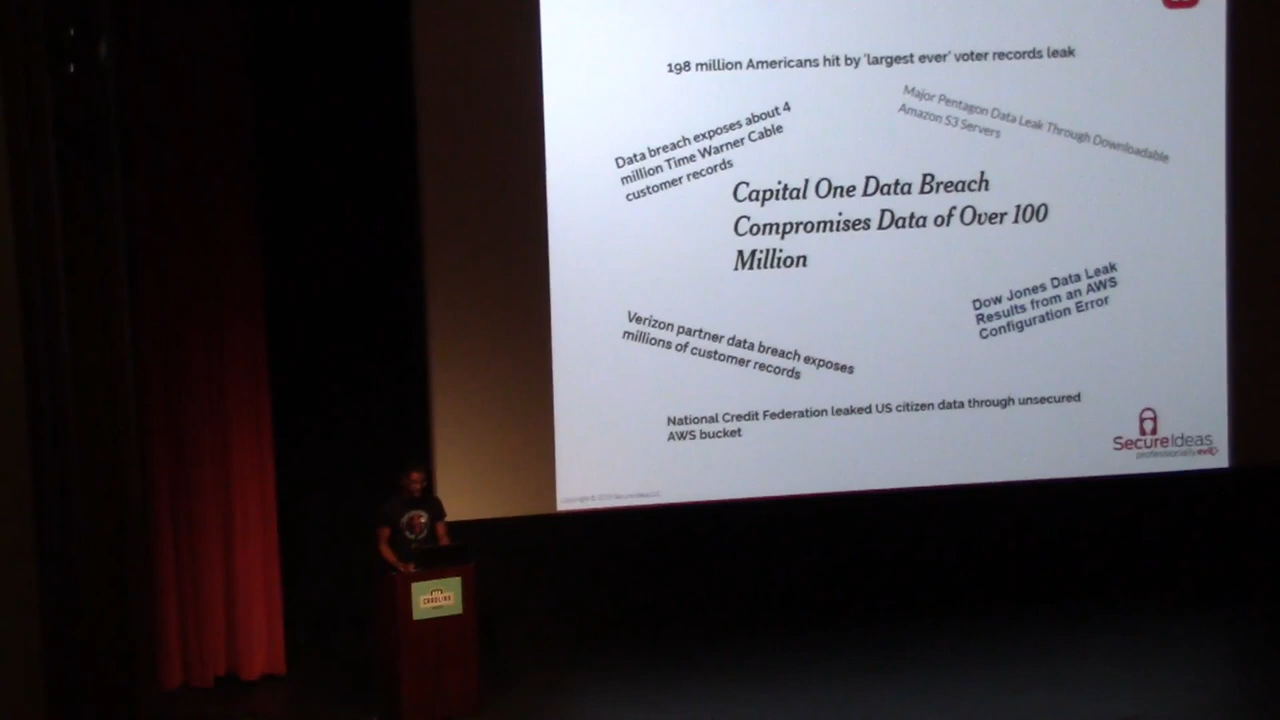 198 million Americans hit by 'largest ever' voter records leak
Major Pentagon Data Leak Through Downloadable
Amazon S3 Servers
Data breach exposes about 4
million Time Warner Cable
customer records
Capital One Data Breach
Compromises Data of Over 100
Million
Dow Jones Data Leak
Results from an AWS
Configuration Error
Verizon partner data breach exposes
millions of customer records
National Credit Federation leaked US citizen data through unsecured
AWS bucket
SecureIdeas
professionally evil
CAROLINA